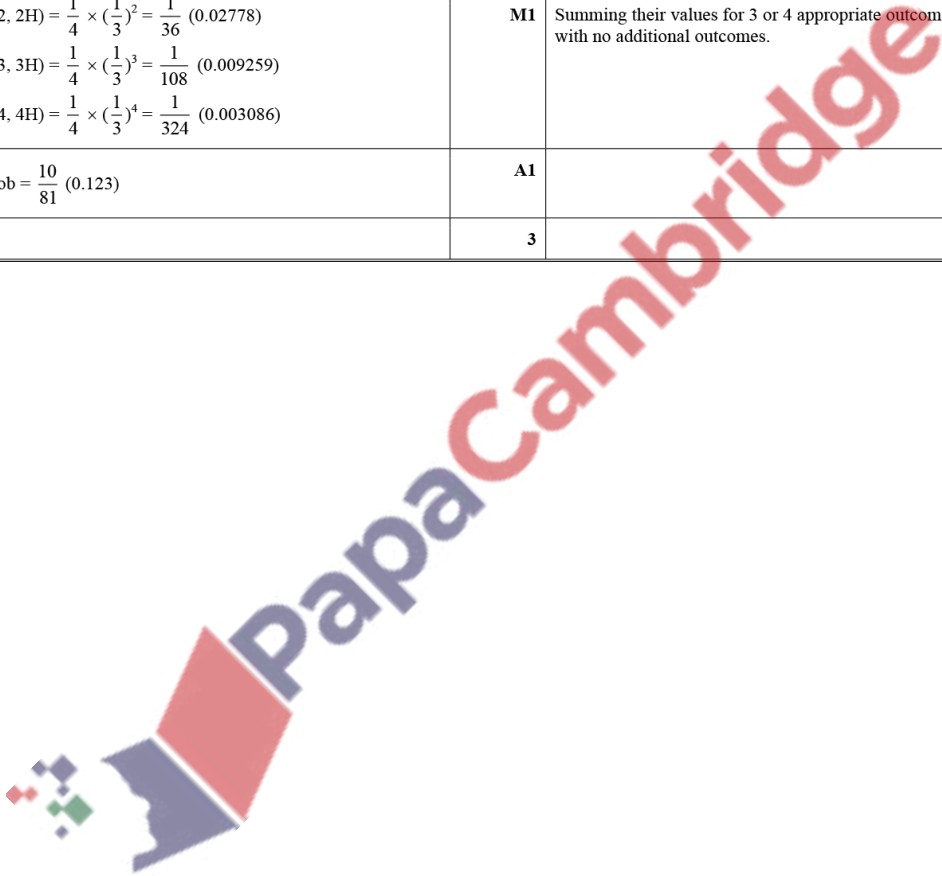 2, 2H) = 1/4 × (1/3)² = 1/36 (0.02778)
M1
Summing their values for 3 or 4 appropriate outcom
with no additional outcomes.
3, 3H) = 1/4 × (1/3)³ = 1/108 (0.009259)
4, 4H) = 1/4 × (1/3)⁴ = 1/324 (0.003086)
ob = 10/81 (0.123)
A1
3
PapaCambridge